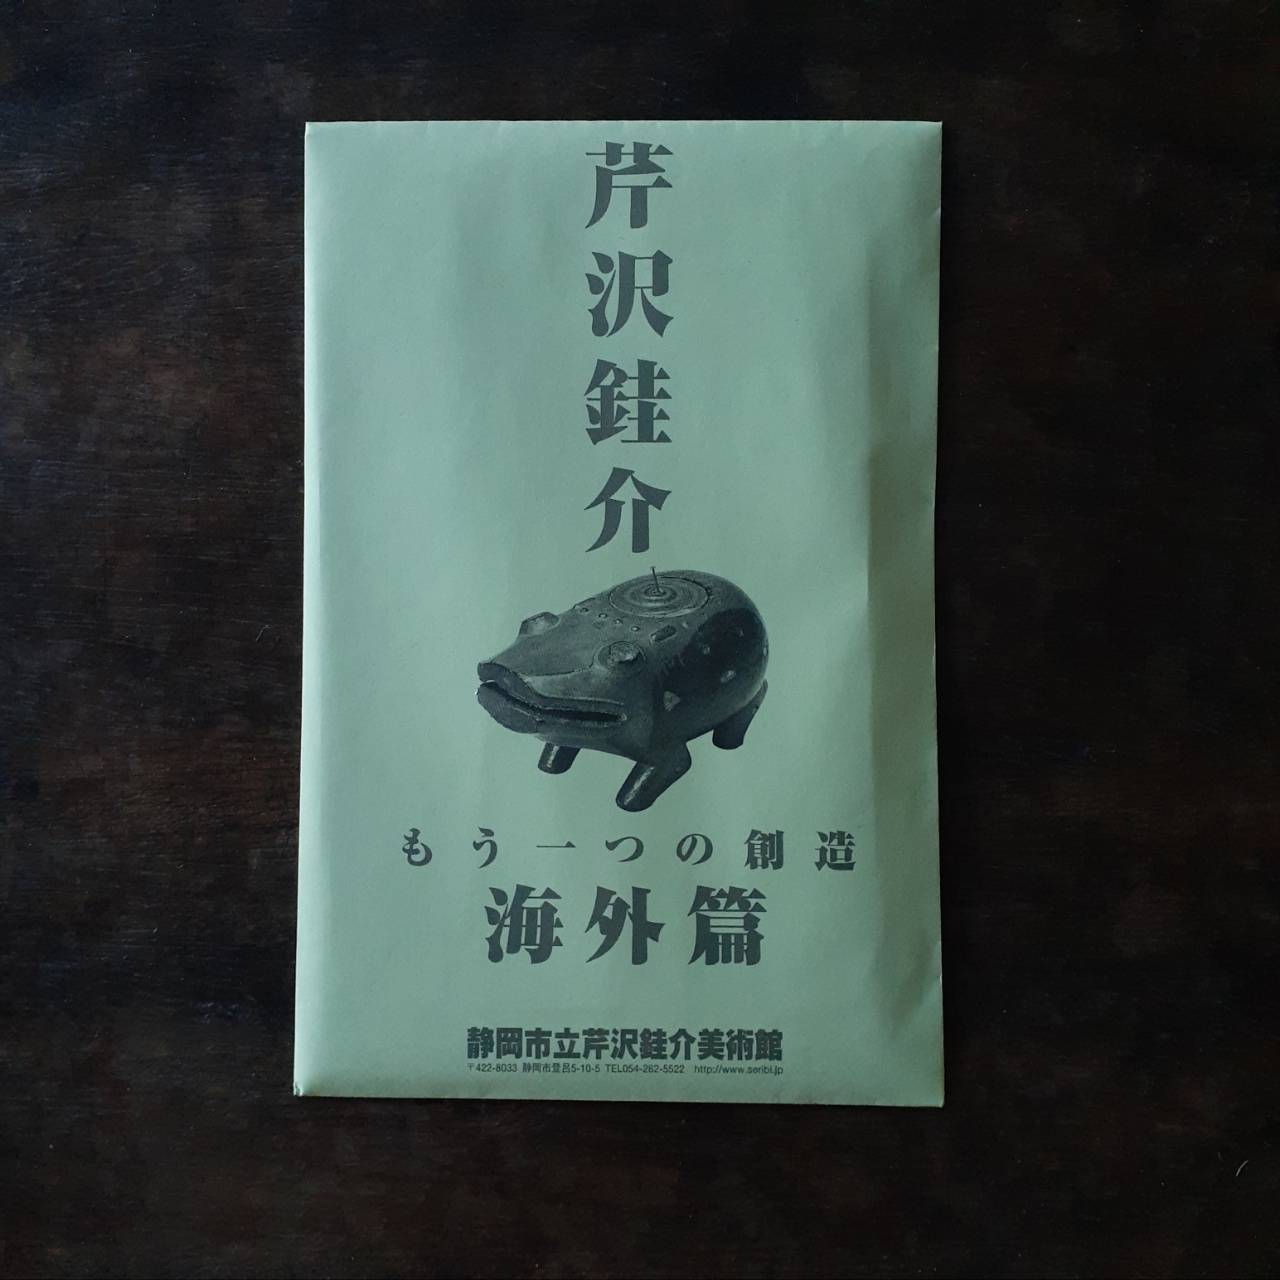 芹沢銈介
もう一つの創造
海外篇
静岡市立芹沢銈介美術館
〒422-8033 静岡市登呂5-10-5 TEL054-282-5522 http://www.seribi.jp